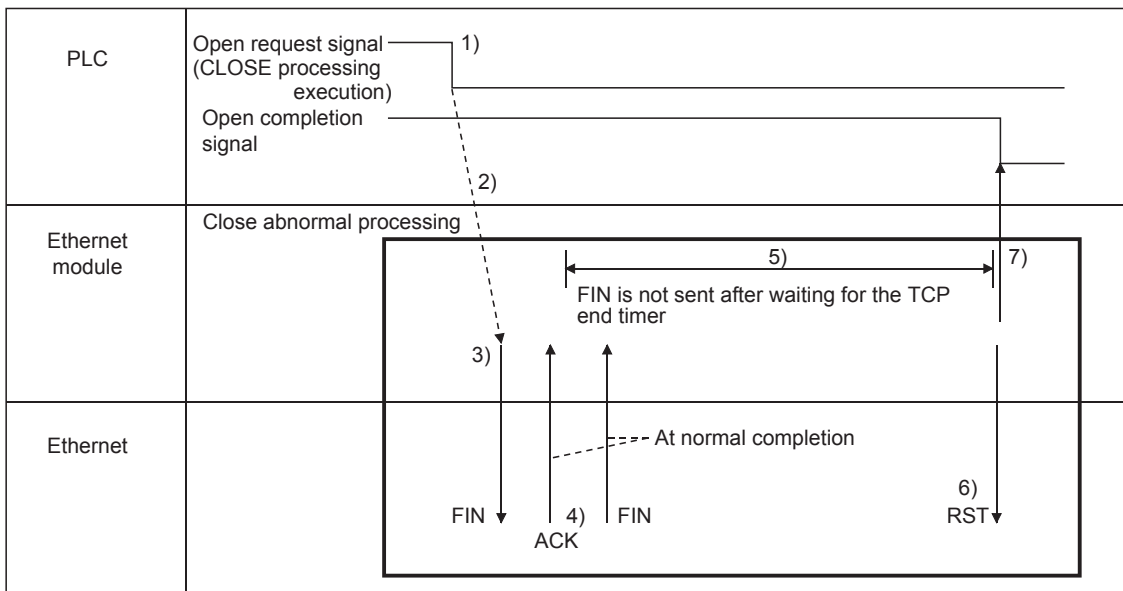 PLC
Open request signal
(CLOSE processing
execution)
1)
Open completion
signal
2)
Ethernet
module
Close abnormal processing
5)
7)
FIN is not sent after waiting for the TCP
end timer
3)
Ethernet
At normal completion
6)
FIN
4)
FIN
RST
ACK